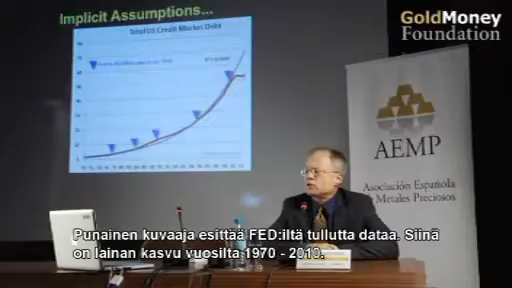 Implicit Assumptions...
Total US Credit Market Debt
GoldMoney
Foundation
AEMP
Asociación Española
Metales Preciosos
Punainen kuvaaja esittää FED:iltä tullutta dataa. Siinä
on lainan kasvu vuosilta 1970 - 2010.